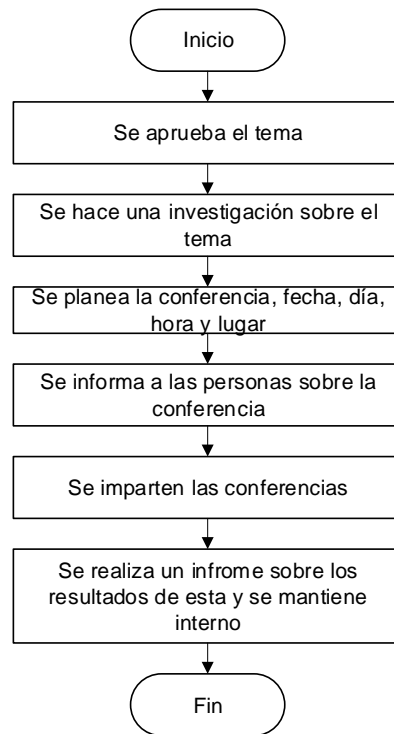 Inicio
Se aprueba el tema
Se hace una investigación sobre el
tema
Se planea la conferencia, fecha, día,
hora y lugar
Se informa a las personas sobre la
conferencia
Se imparten las conferencias
Se realiza un infrome sobre los
resultados de esta y se mantiene
interno
Fin